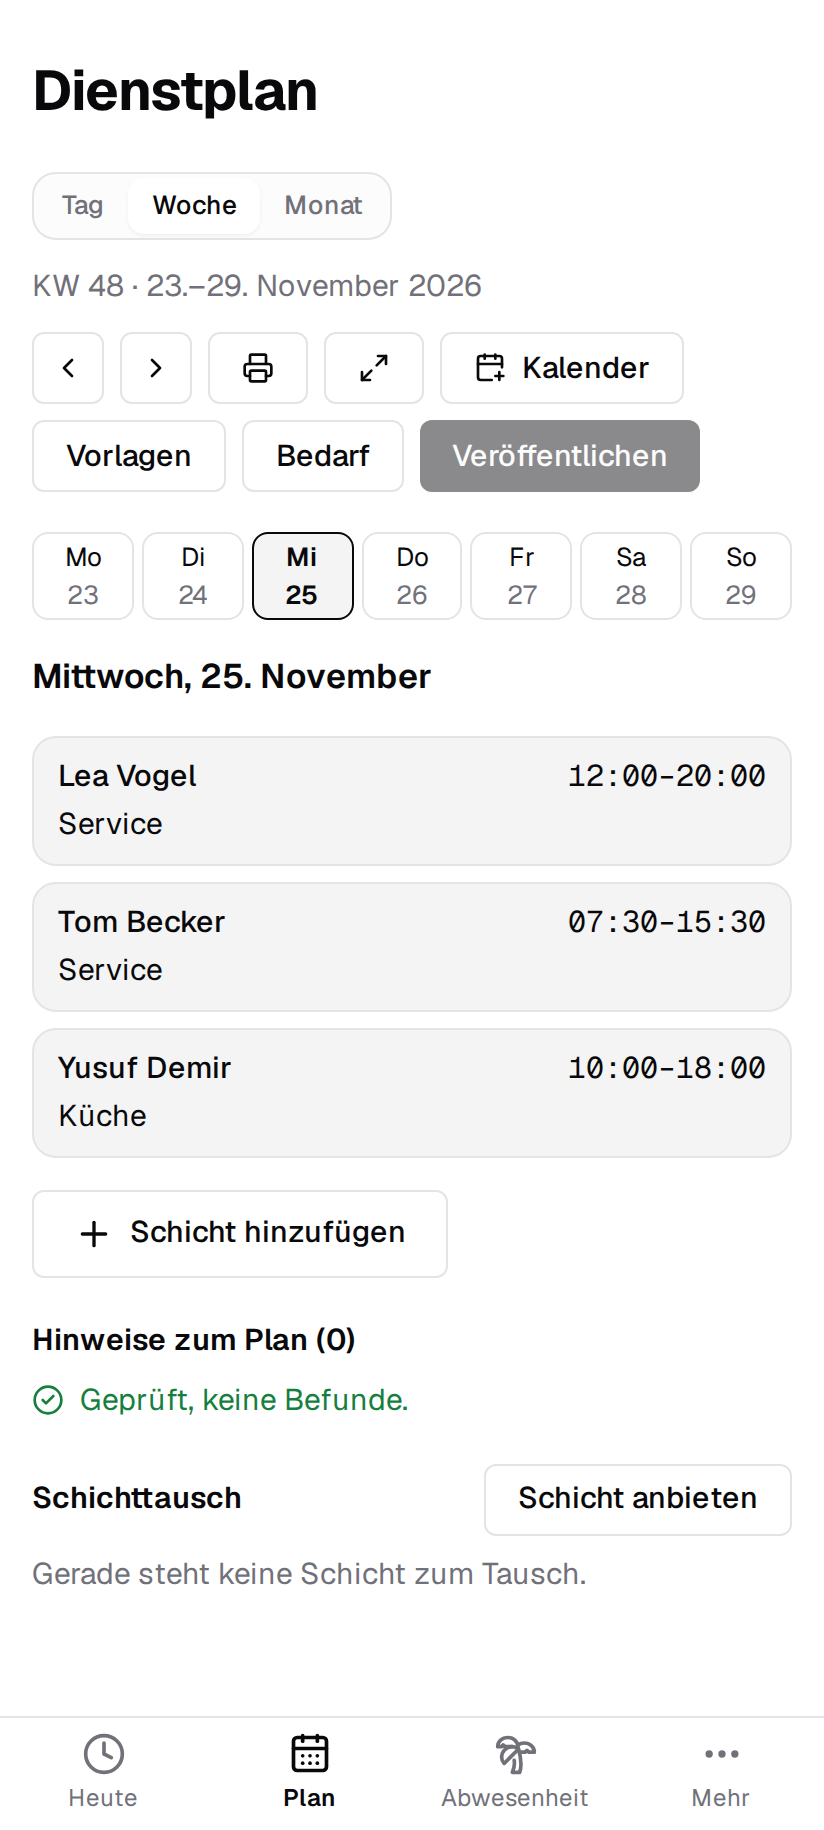 Dienstplan
Tag Woche Monat
KW 48 · 23.–29. November 2026
Kalender
Vorlagen Bedarf Veröffentlichen
Mo Di Mi Do Fr Sa So
23 24 25 26 27 28 29
Mittwoch, 25. November
Lea Vogel 12:00–20:00
Service
Tom Becker 07:30–15:30
Service
Yusuf Demir 10:00–18:00
Küche
Schicht hinzufügen
Hinweise zum Plan (0)
Geprüft, keine Befunde.
Schichttausch Schicht anbieten
Gerade steht keine Schicht zum Tausch.
Heute Plan Abwesenheit Mehr